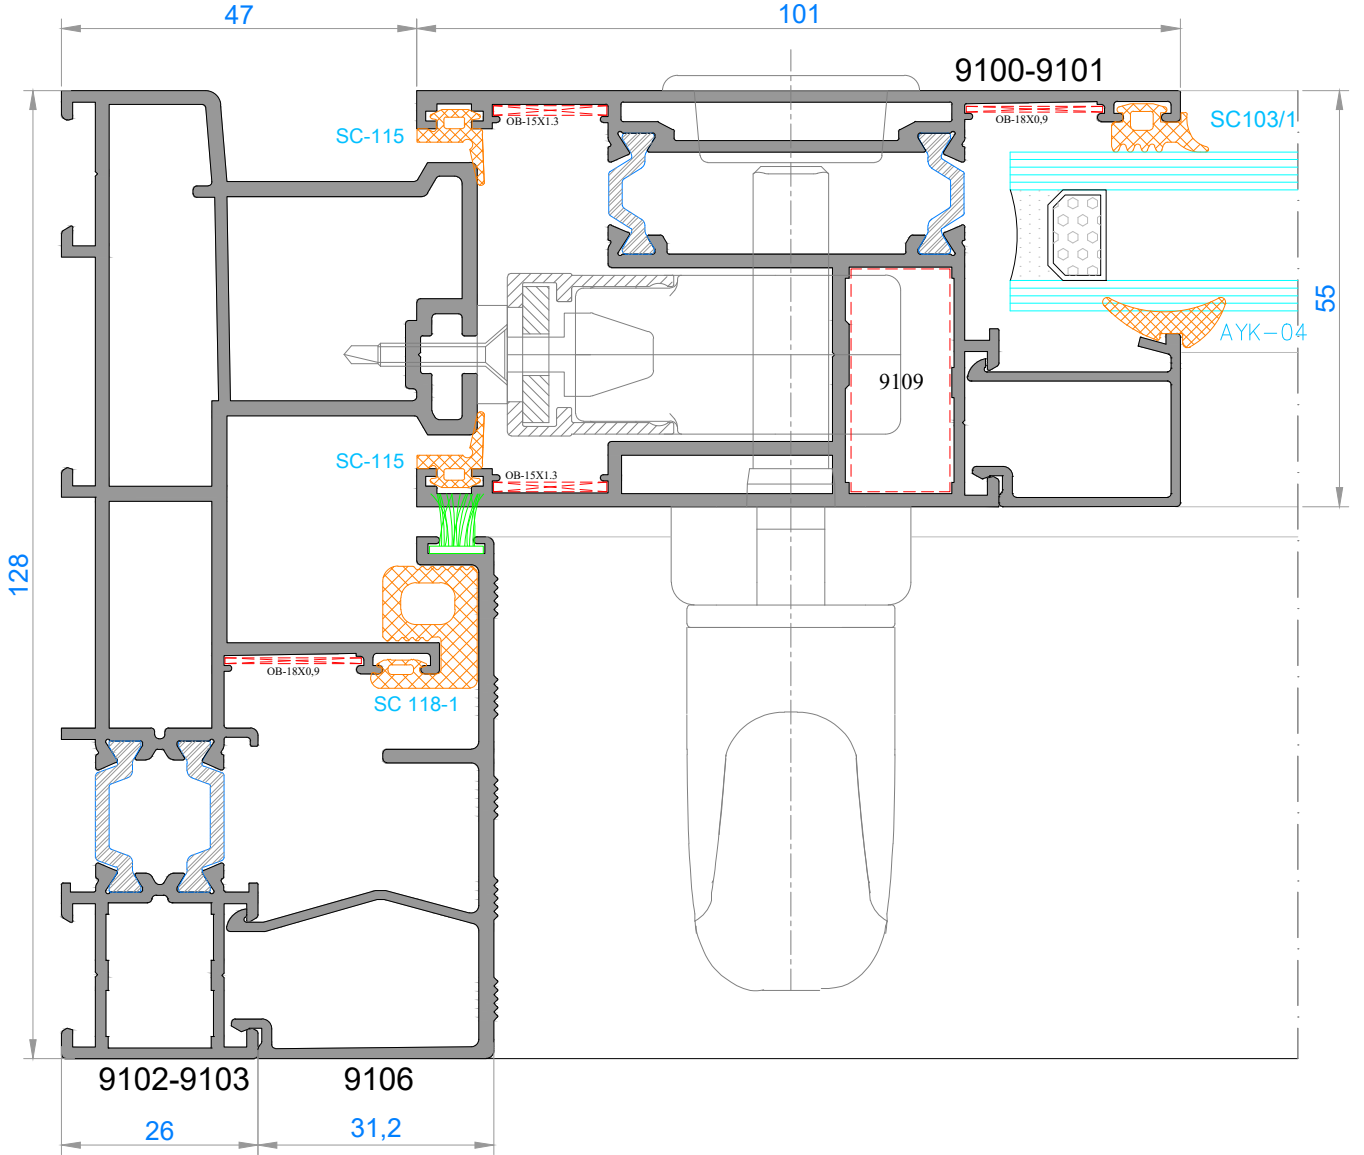 47
101
9100-9101
SC-115
OB-15X1.3
OB-18X0,9
SC103/1
55
AYK-04
9109
SC-115
OB-15X1.3
128
OB-18X0,9
SC 118-1
9102-9103
9106
26
31,2